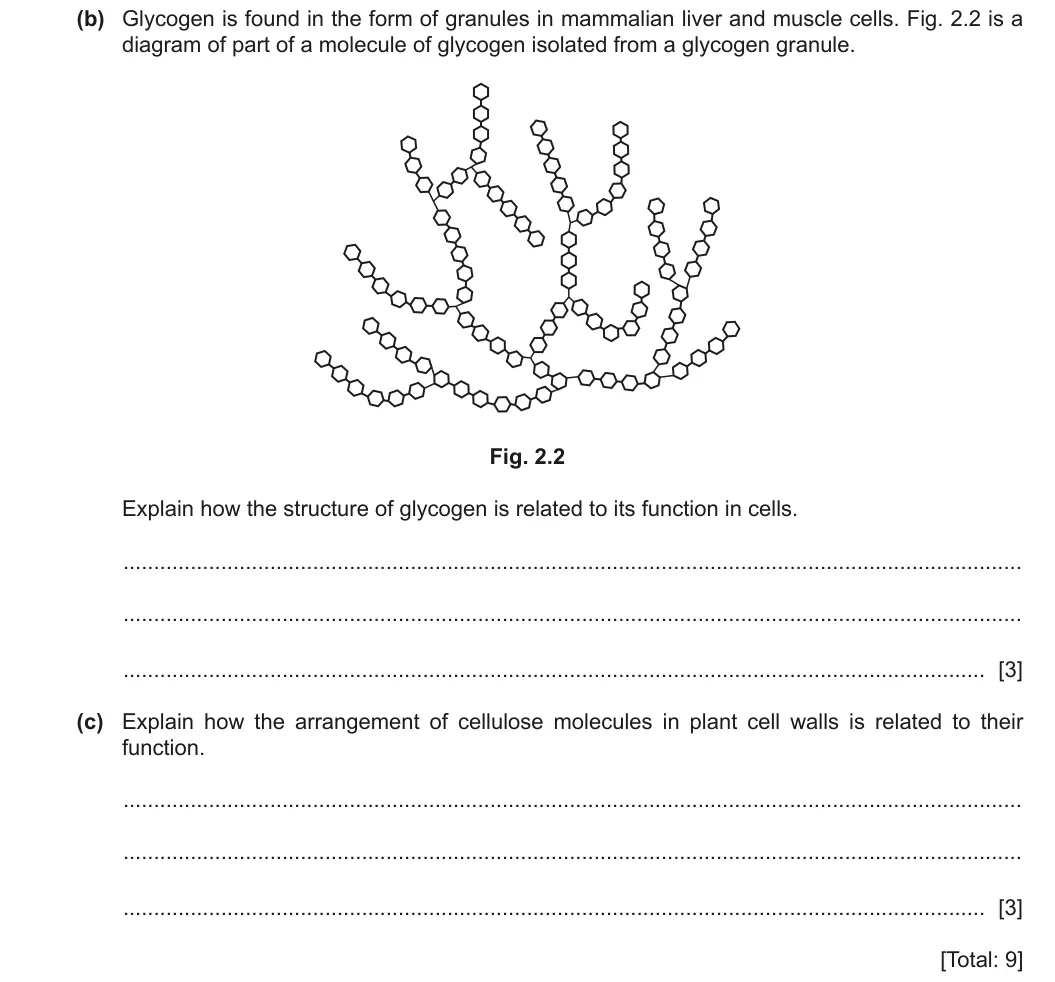 (b) Glycogen is found in the form of granules in mammalian liver and muscle cells. Fig. 2.2 is a
diagram of part of a molecule of glycogen isolated from a glycogen granule.
Fig. 2.2
Explain how the structure of glycogen is related to its function in cells.
..........................................................................................................................................
..........................................................................................................................................
.................................................................................................................................... [3]
(c) Explain how the arrangement of cellulose molecules in plant cell walls is related to their
function.
..........................................................................................................................................
..........................................................................................................................................
.................................................................................................................................... [3]
[Total: 9]